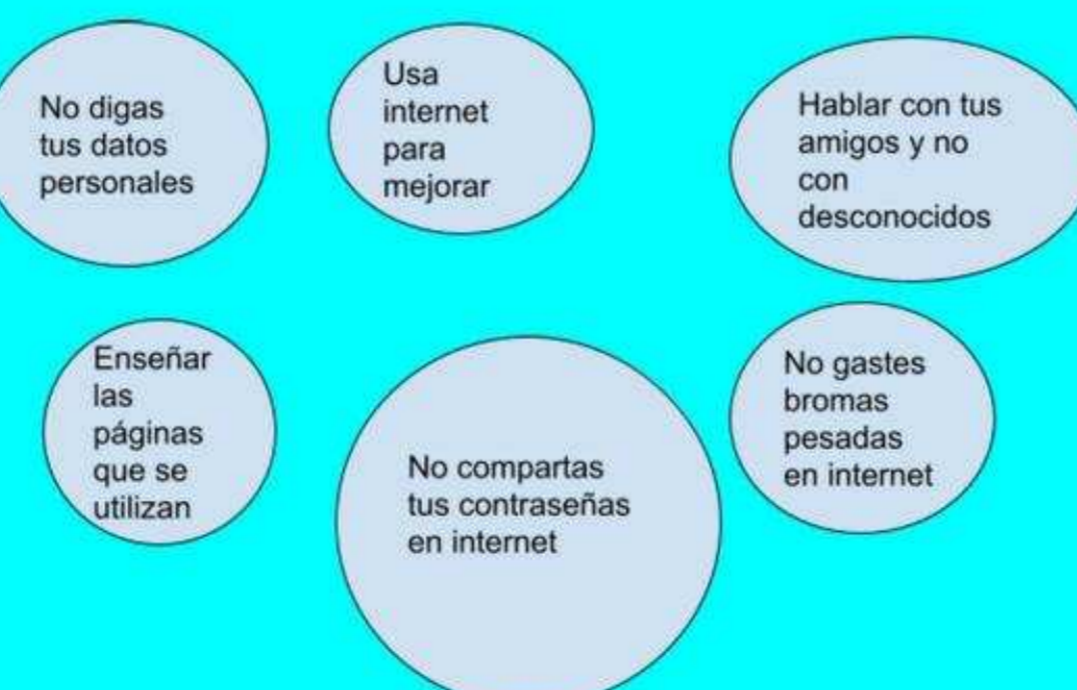 No digas
tus datos
personales
Usa
internet
para
mejorar
Hablar con tus
amigos y no
con
desconocidos
Enseñar
las
páginas
que se
utilizan
No compartas
tus contraseñas
en internet
No gastes
bromas
pesadas
en internet